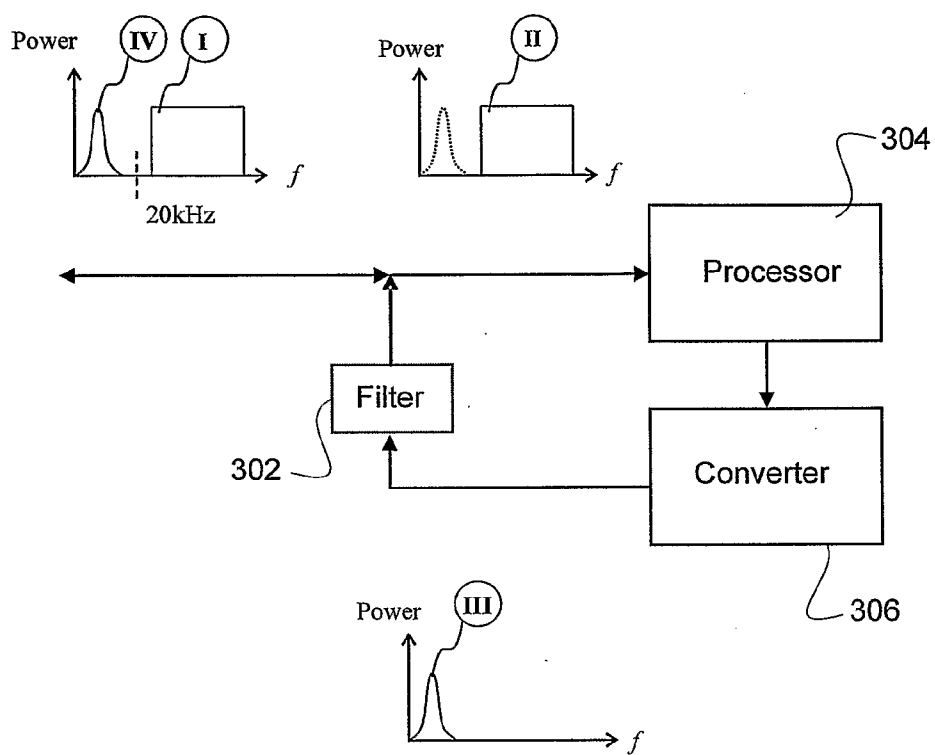 Power
IV
I
f
20kHz
Power
II
f
304
Processor
Filter
302
Converter
306
Power
III
f